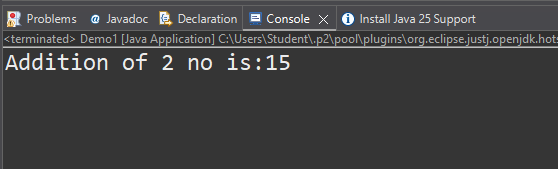 Problems Javadoc Declaration Console Install Java 25 Support
<terminated> Demo1 [Java Application] C:\Users\Student\.p2\pool\plugins\org.eclipse.justj.openjdk.hots
Addition of 2 no is:15